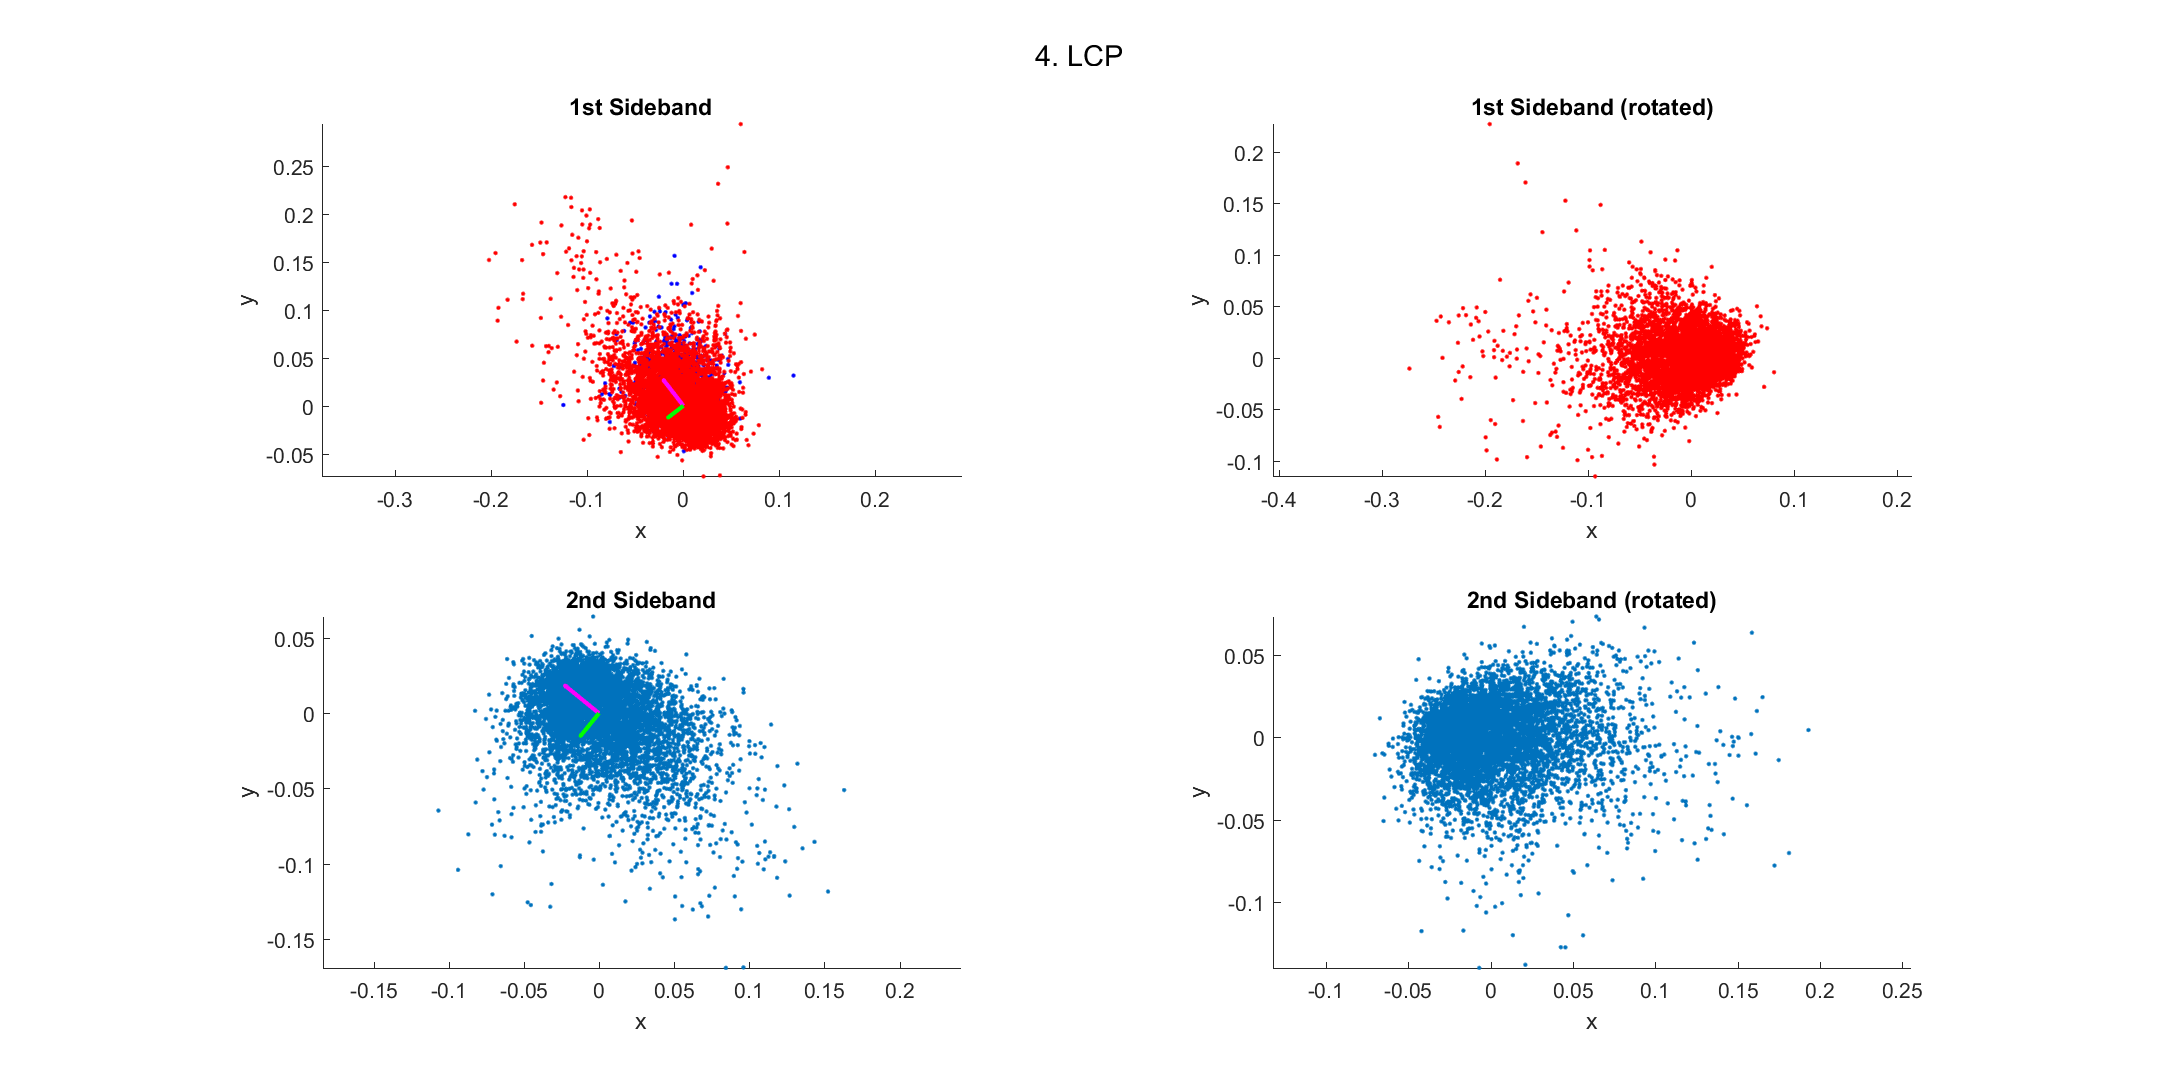 4. LCP
1st Sideband
0.25
0.2
0.15
0.1
0.05
0
-0.05
y
-0.3 -0.2 -0.1 0 0.1 0.2
x
1st Sideband (rotated)
0.2
0.15
0.1
0.05
0
-0.05
-0.1
y
-0.4 -0.3 -0.2 -0.1 0 0.1 0.2
x
2nd Sideband
0.05
0
-0.05
-0.1
-0.15
y
-0.15 -0.1 -0.05 0 0.05 0.1 0.15 0.2
x
2nd Sideband (rotated)
0.05
0
-0.05
-0.1
y
-0.1 -0.05 0 0.05 0.1 0.15 0.2 0.25
x